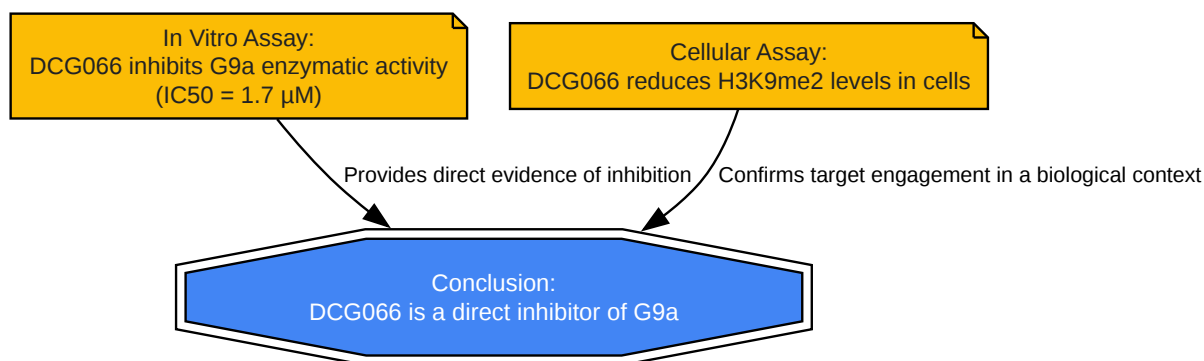 In Vitro Assay:
DCG066 inhibits G9a enzymatic activity
(IC50 = 1.7 µM)
Cellular Assay:
DCG066 reduces H3K9me2 levels in cells
Provides direct evidence of inhibition
Confirms target engagement in a biological context
Conclusion:
DCG066 is a direct inhibitor of G9a